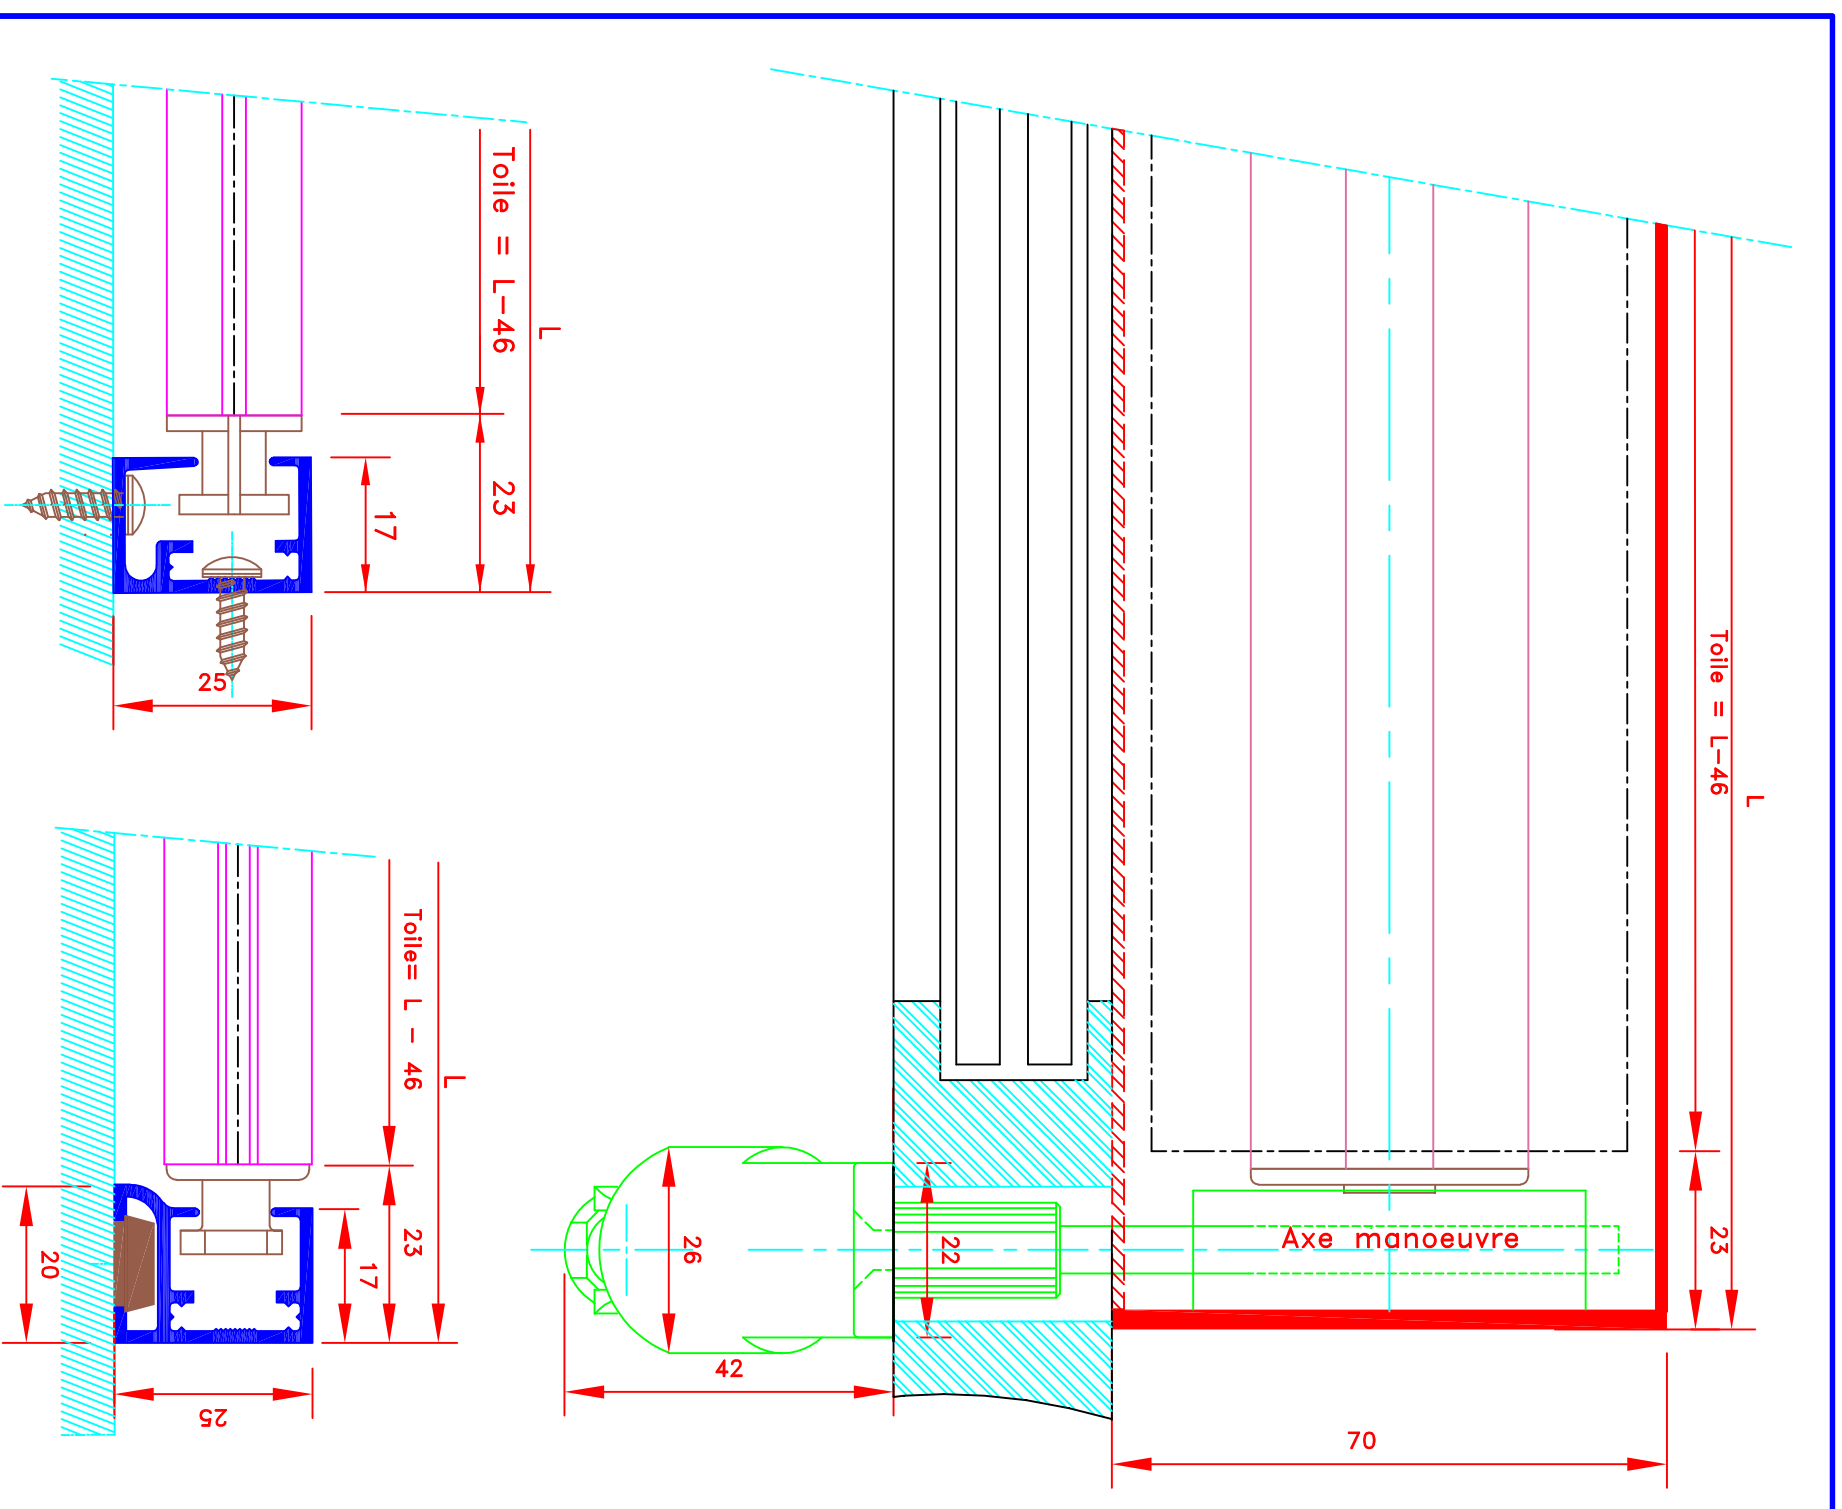 Toile = L-46
L
23
17
25
Toile= L - 46
L
23
17
20
25
26
22
42
Toile = L-46
L
23
Axe manoeuvre
70